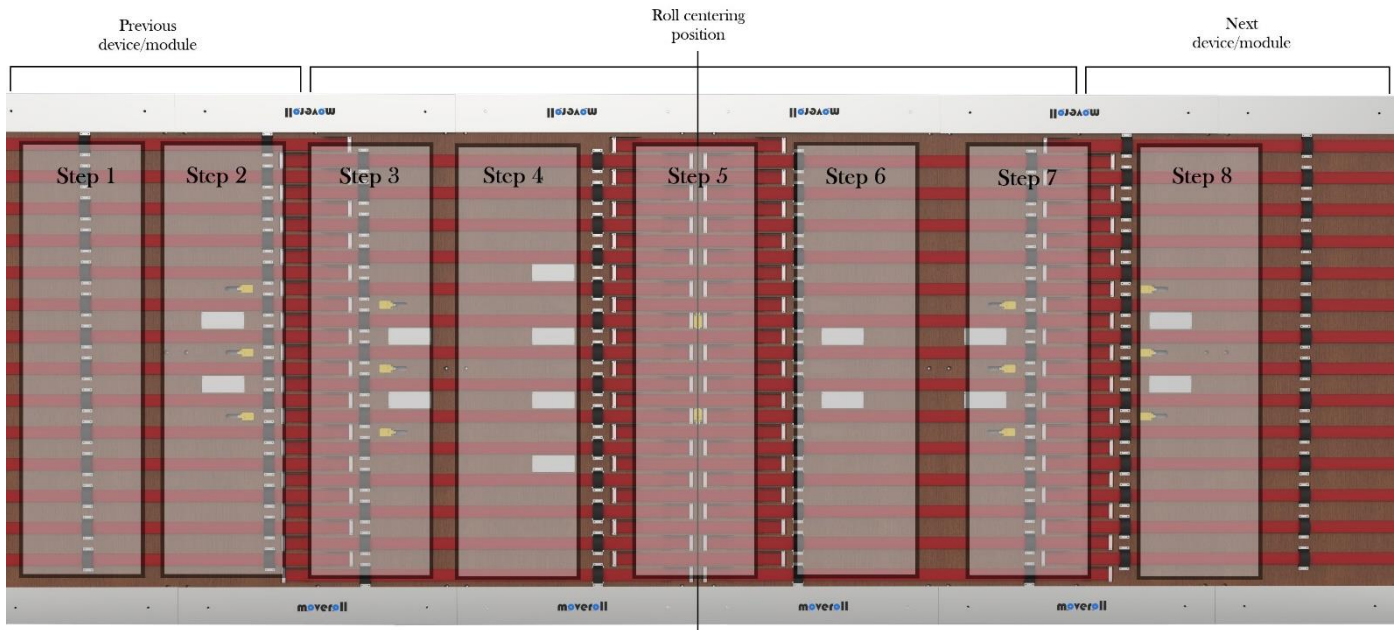 Previous
device/module
Roll centering
position
Next
device/module
moveroll
moveroll
moveroll
moveroll
Step 1
Step 2
Step 3
Step 4
Step 5
Step 6
Step 7
Step 8
moveroll
moveroll
moveroll
moveroll